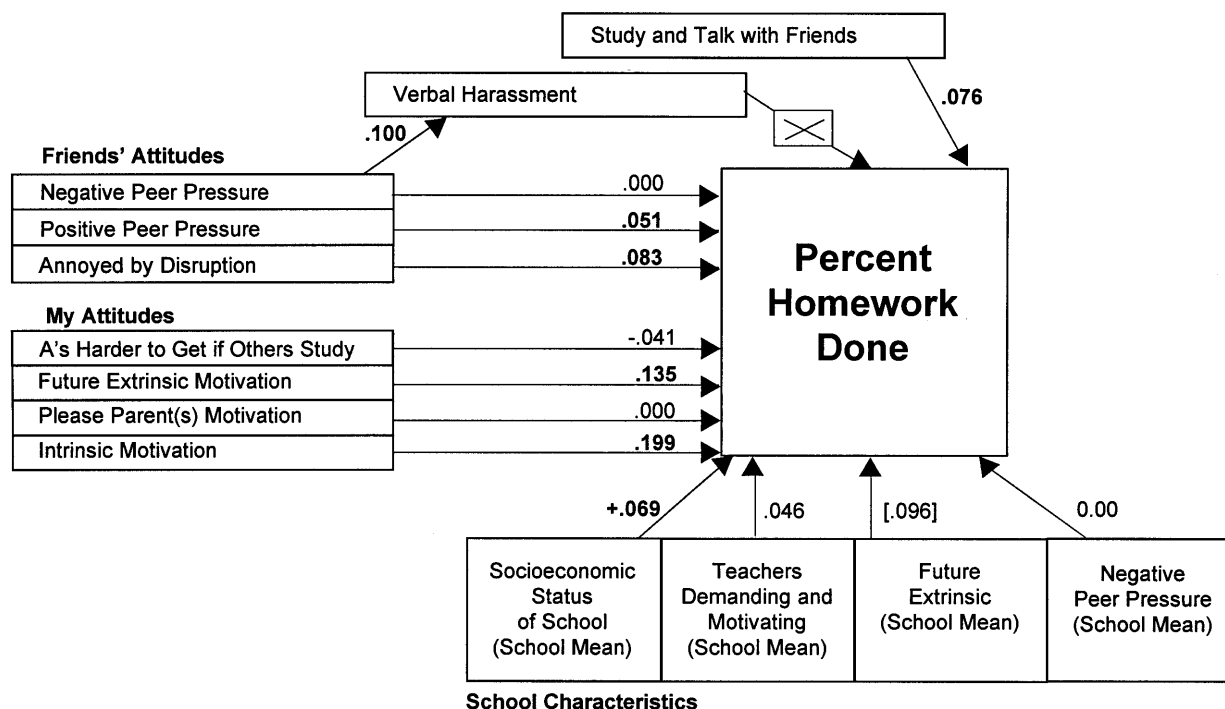 Study and Talk with Friends
.076
Verbal Harassment
.100
Friends' Attitudes
Negative Peer Pressure
.000
Positive Peer Pressure
.051
Annoyed by Disruption
.083
My Attitudes
A's Harder to Get if Others Study
-.041
Future Extrinsic Motivation
.135
Please Parent(s) Motivation
.000
Intrinsic Motivation
.199
Percent
Homework
Done
+.069
.046
[.096]
0.00
Socioeconomic
Status
of School
(School Mean)
Teachers
Demanding and
Motivating
(School Mean)
Future
Extrinsic
(School Mean)
Negative
Peer Pressure
(School Mean)
School Characteristics